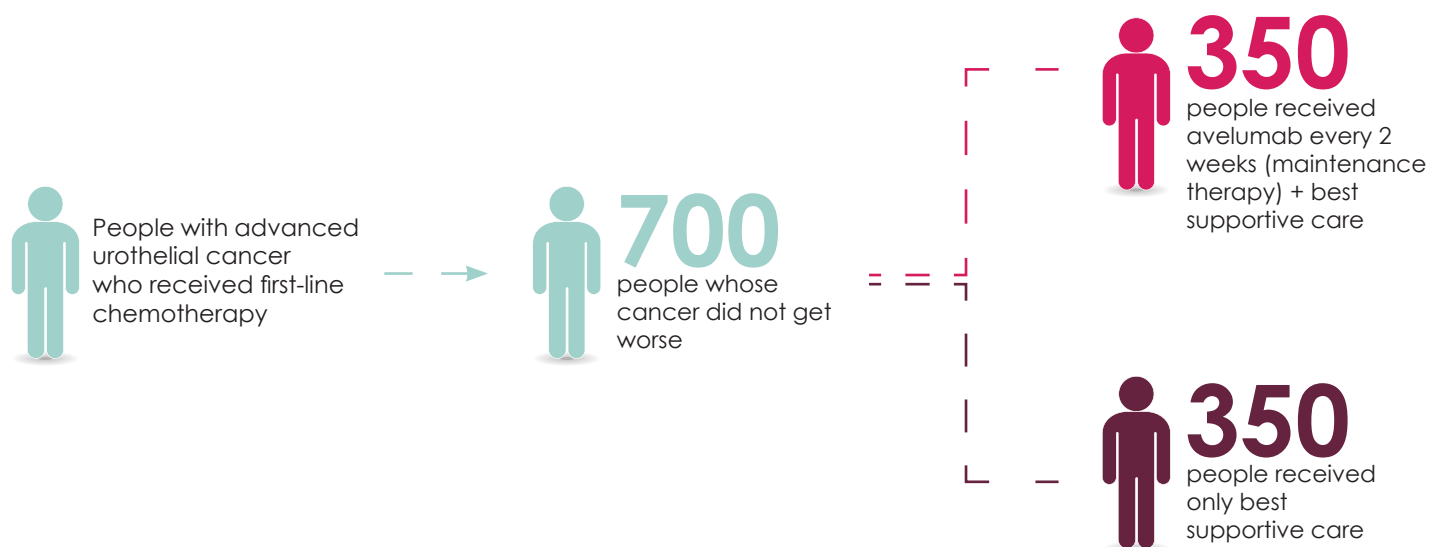 People with advanced
urothelial cancer
who received first-line
chemotherapy
700
people whose
cancer did not get
worse
350
people received
avelumab every 2
weeks (maintenance
therapy) + best
supportive care
350
people received
only best
supportive care